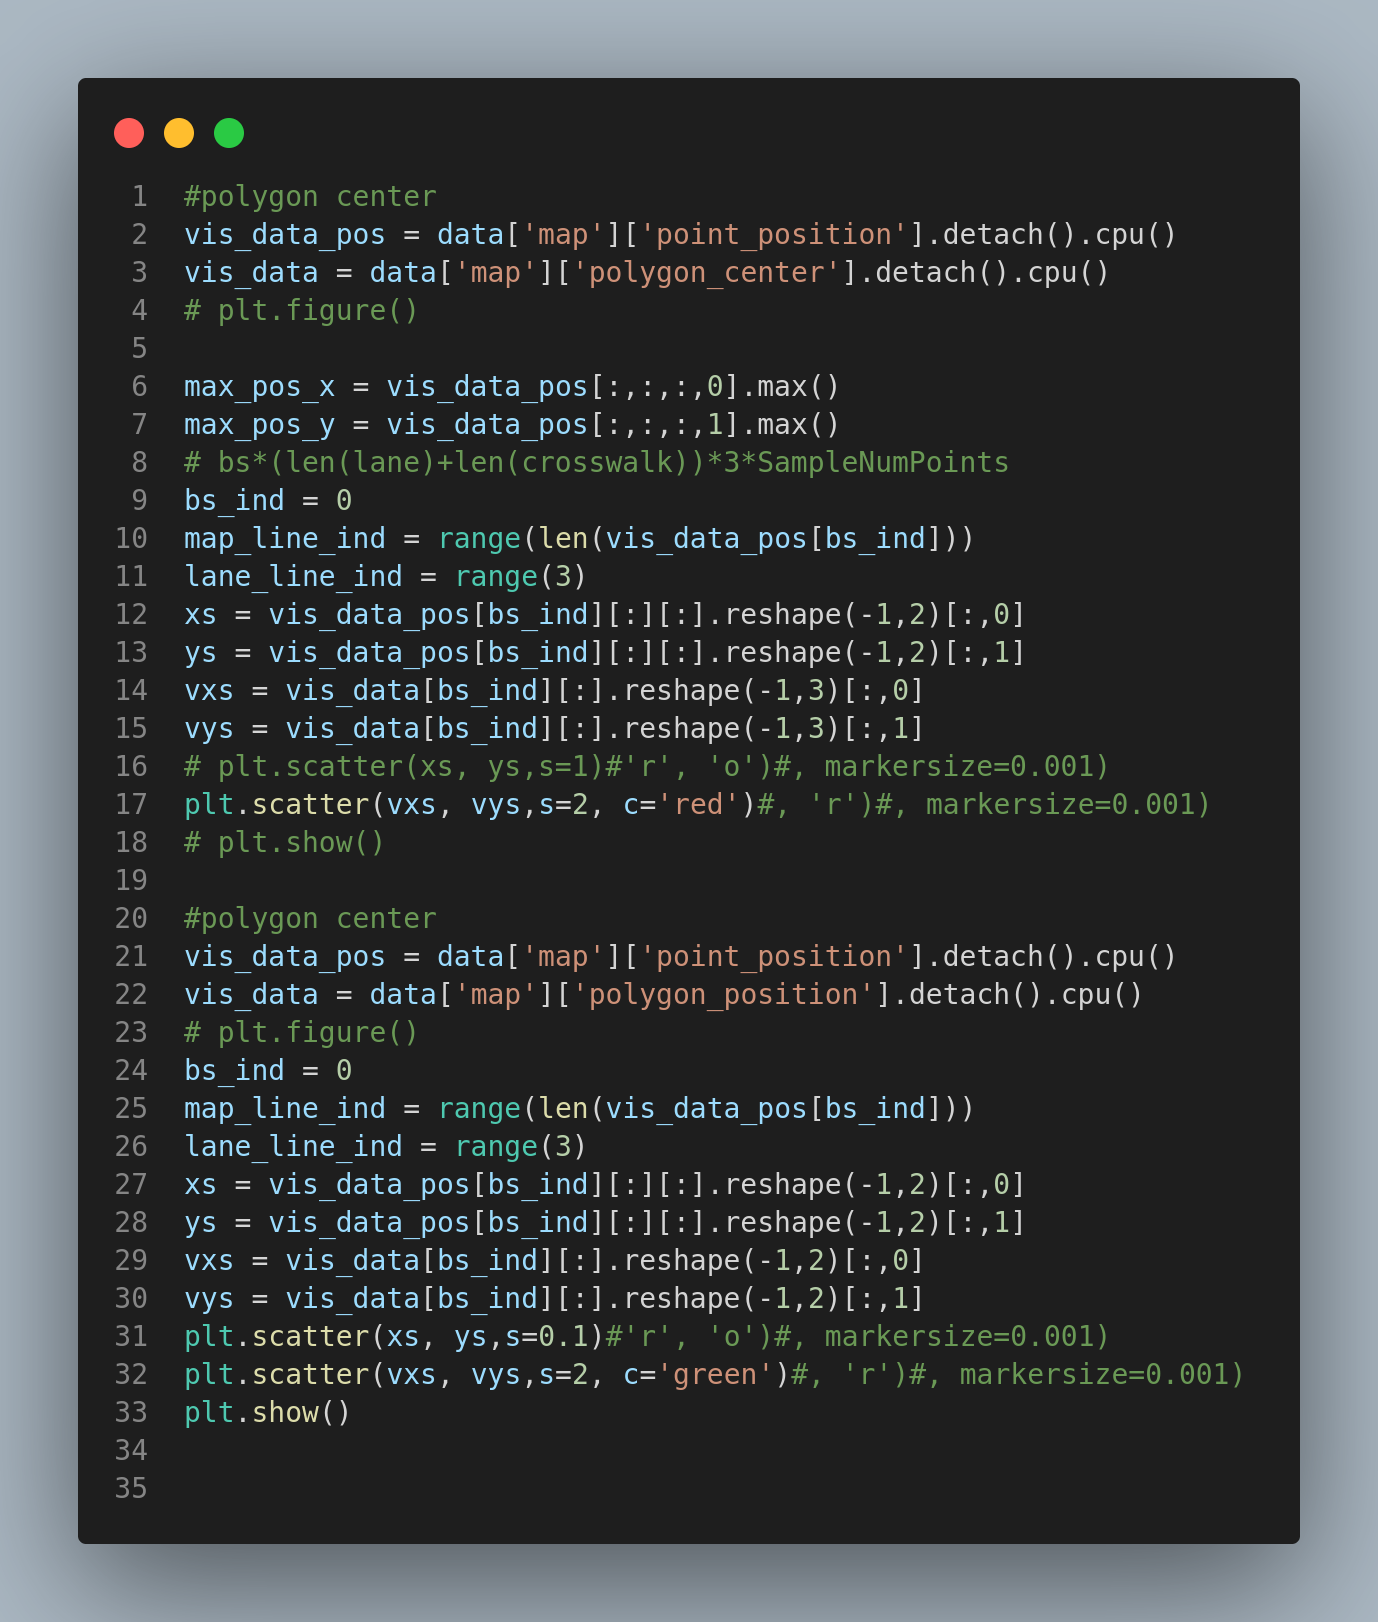 1 #polygon center
2 vis_data_pos = data['map']['point_position'].detach().cpu()
3 vis_data = data['map']['polygon_center'].detach().cpu()
4 # plt.figure()
5
6 max_pos_x = vis_data_pos[:,:,:,0].max()
7 max_pos_y = vis_data_pos[:,:,:,1].max()
8 # bs*(len(lane)+len(crosswalk))*3*SampleNumPoints
9 bs_ind = 0
10 map_line_ind = range(len(vis_data_pos[bs_ind]))
11 lane_line_ind = range(3)
12 xs = vis_data_pos[bs_ind][:][:].reshape(-1,2)[:,0]
13 ys = vis_data_pos[bs_ind][:][:].reshape(-1,2)[:,1]
14 vxs = vis_data[bs_ind][:].reshape(-1,3)[:,0]
15 vys = vis_data[bs_ind][:].reshape(-1,3)[:,1]
16 # plt.scatter(xs, ys,s=1)#'r', 'o')#, markersize=0.001)
17 plt.scatter(vxs, vys,s=2, c='red')#, 'r')#, markersize=0.001)
18 # plt.show()
19
20 #polygon center
21 vis_data_pos = data['map']['point_position'].detach().cpu()
22 vis_data = data['map']['polygon_position'].detach().cpu()
23 # plt.figure()
24 bs_ind = 0
25 map_line_ind = range(len(vis_data_pos[bs_ind]))
26 lane_line_ind = range(3)
27 xs = vis_data_pos[bs_ind][:][:].reshape(-1,2)[:,0]
28 ys = vis_data_pos[bs_ind][:][:].reshape(-1,2)[:,1]
29 vxs = vis_data[bs_ind][:].reshape(-1,2)[:,0]
30 vys = vis_data[bs_ind][:].reshape(-1,2)[:,1]
31 plt.scatter(xs, ys,s=0.1)#'r', 'o')#, markersize=0.001)
32 plt.scatter(vxs, vys,s=2, c='green')#, 'r')#, markersize=0.001)
33 plt.show()
34
35